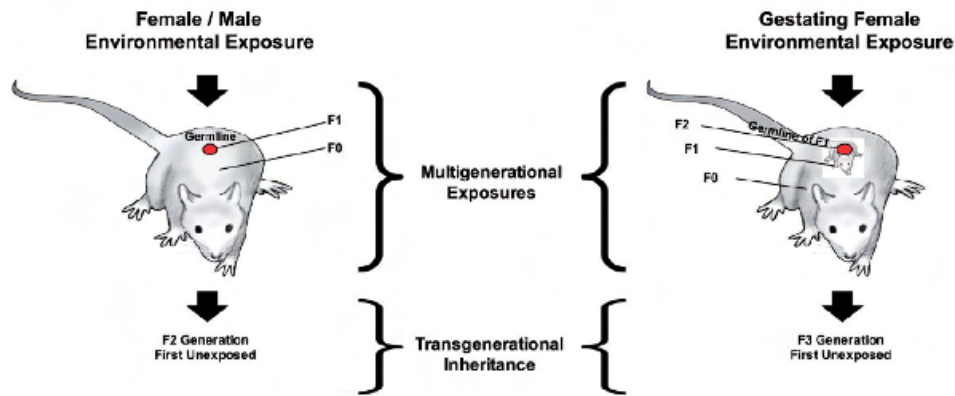 Female / Male
Environmental Exposure
Germline
F1
F0
F2 Generation
First Unexposed
Multigenerational
Exposures
Transgenerational
Inheritance
Gestating Female
Environmental Exposure
Germline of F1
F2
F1
F0
F3 Generation
First Unexposed